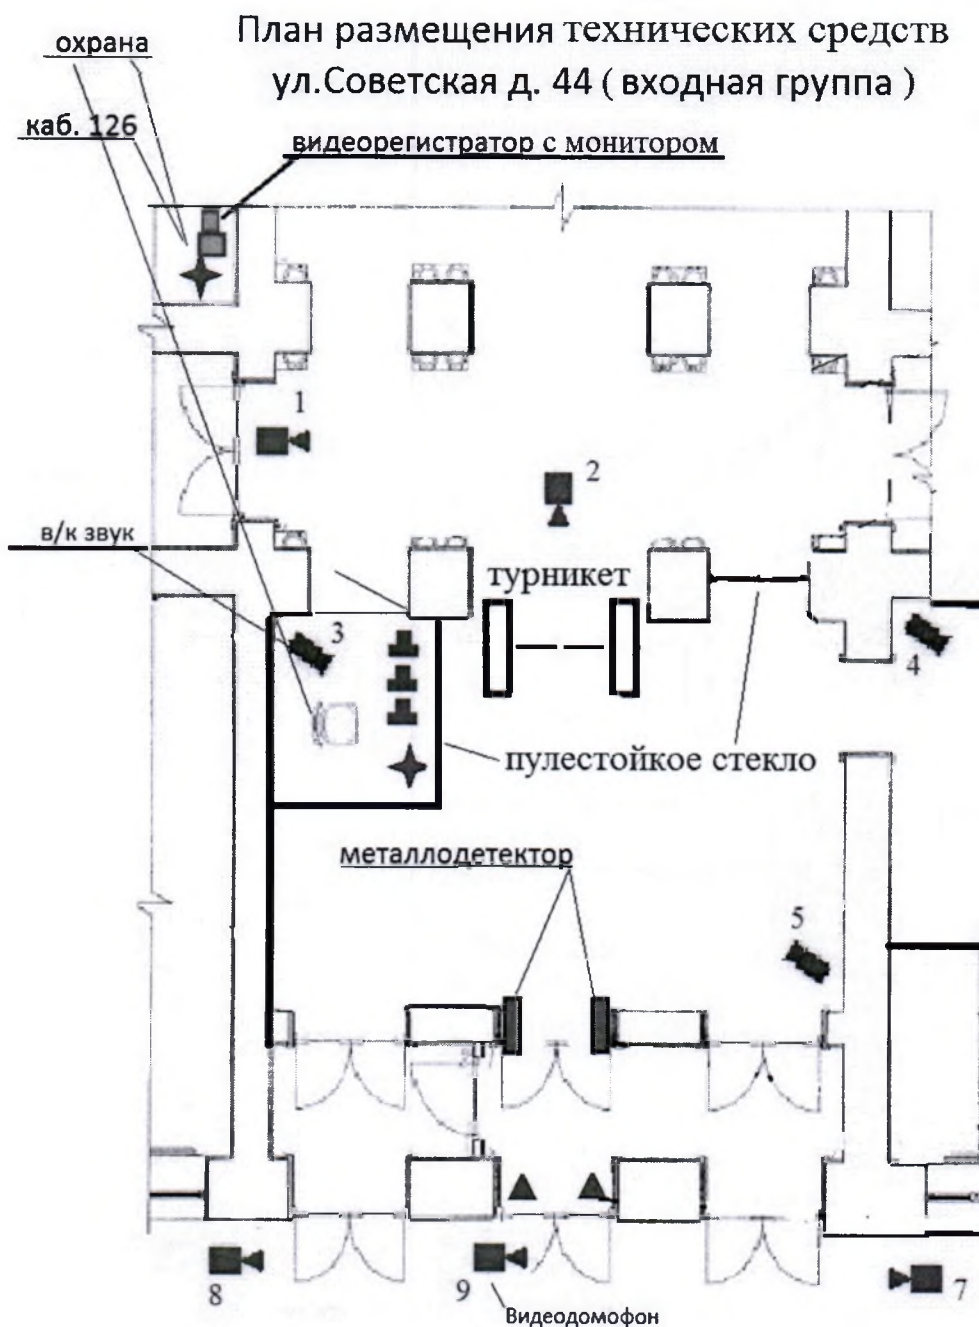 План размещения технических средств
ул.Советская д. 44 ( входная группа )
охрана
каб. 126
видеорегистратор с монитором
1
2
в/к звук
турникет
3
4
пулестойкое стекло
металлодетектор
5
8
9
7
Видеодомофон